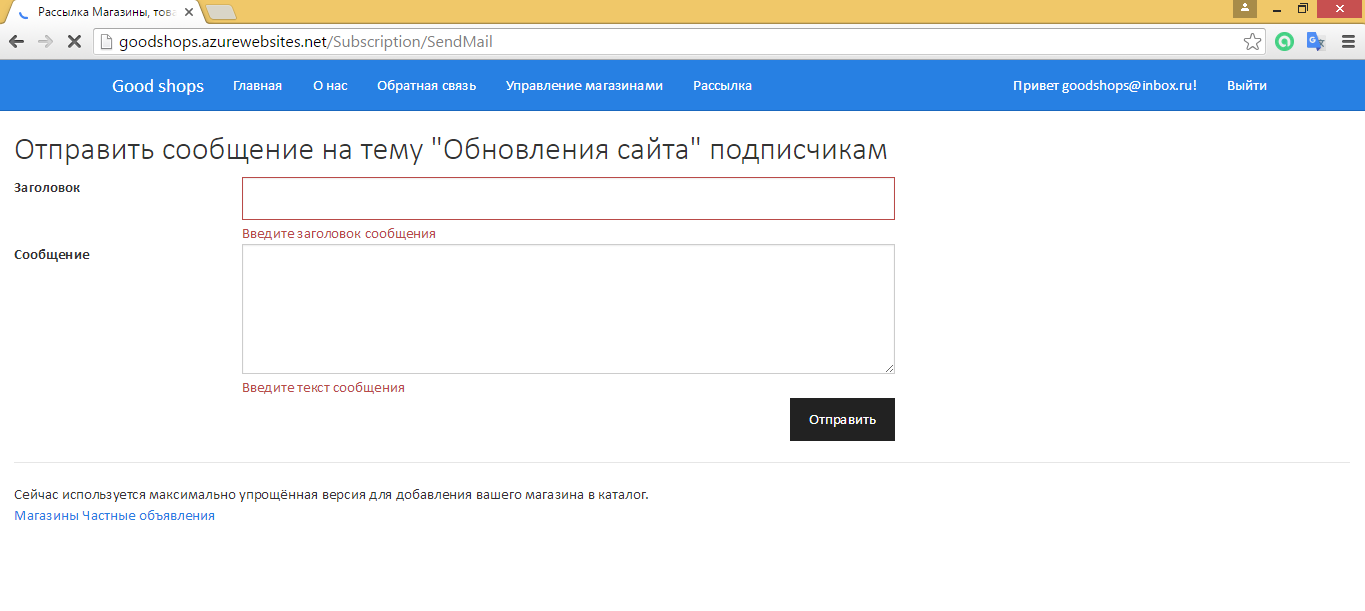 Рассылка Магазины, това
goodshops.azurewebsites.net/Subscription/SendMail
Good shops Главная О нас Обратная связь Управление магазинами Рассылка Привет goodshops@inbox.ru! Выйти
Отправить сообщение на тему "Обновления сайта" подписчикам
Заголовок
Введите заголовок сообщения
Сообщение
Введите текст сообщения
Отправить
Сейчас используется максимально упрощённая версия для добавления вашего магазина в каталог.
Магазины Частные объявления